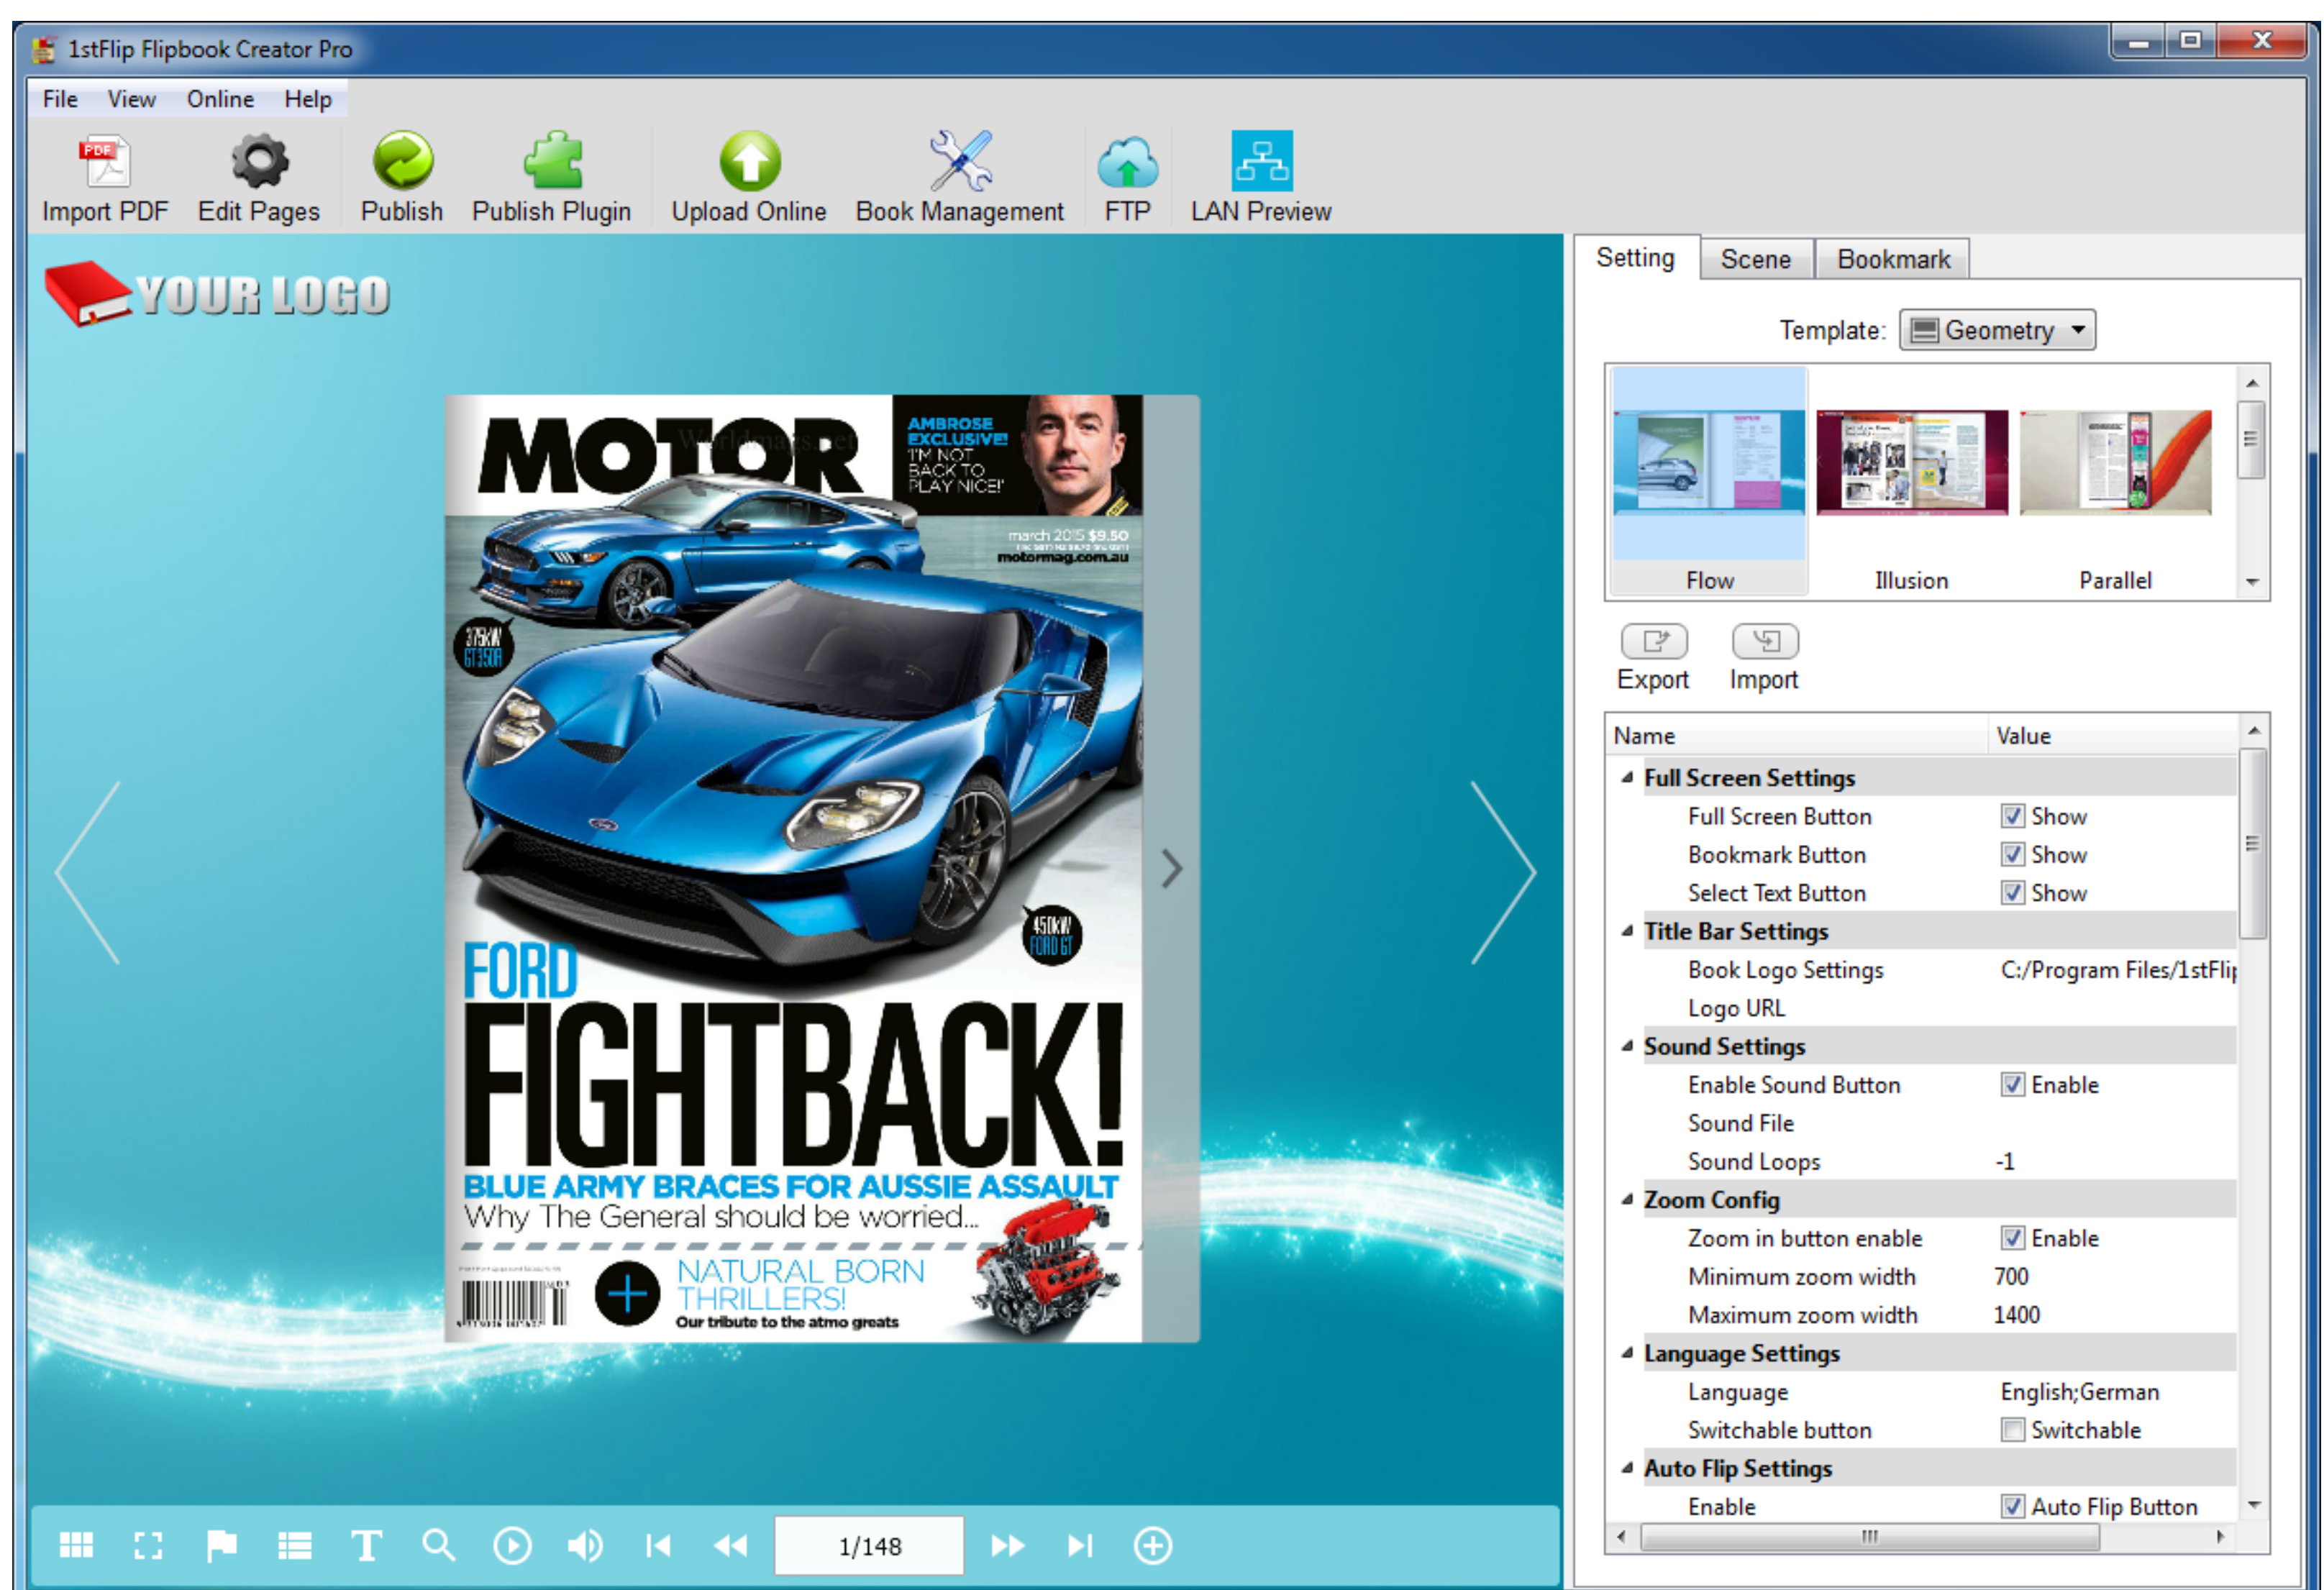 1stFlip Flipbook Creator Pro
File View Online Help
PDF
Import PDF Edit Pages Publish Publish Plugin Upload Online Book Management FTP LAN Preview
YOUR LOGO
MOTOR
Worldmags.net
AMBROSE
EXCLUSIVE!
'I'M NOT
BACK TO
PLAY NICE!'
march 2015 $9.50
motormag.com.au
375kW
GT350R
450kW
FORD GT
FORD
FIGHTBACK!
BLUE ARMY BRACES FOR AUSSIE ASSAULT
Why The General should be worried...
NATURAL BORN
THRILLERS!
Our tribute to the atmo greats
1/148
Setting Scene Bookmark
Template: Geometry
Flow Illusion Parallel
Export Import
Name Value
Full Screen Settings
Full Screen Button Show
Bookmark Button Show
Select Text Button Show
Title Bar Settings
Book Logo Settings C:/Program Files/1stFlip
Logo URL
Sound Settings
Enable Sound Button Enable
Sound File
Sound Loops -1
Zoom Config
Zoom in button enable Enable
Minimum zoom width 700
Maximum zoom width 1400
Language Settings
Language English;German
Switchable button Switchable
Auto Flip Settings
Enable Auto Flip Button